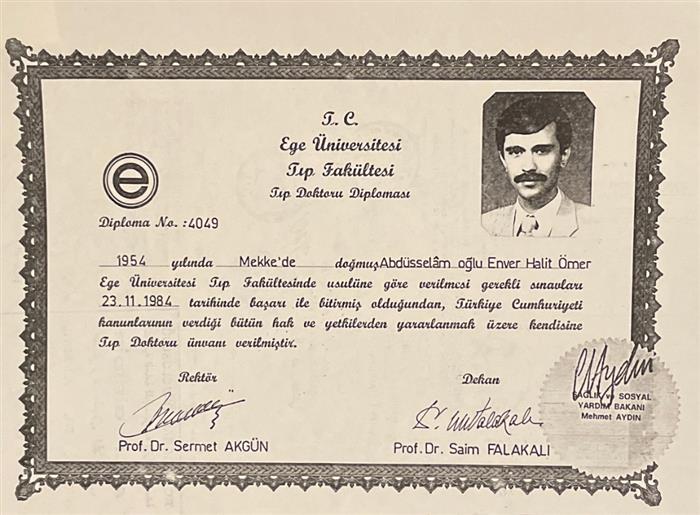 T. C.
Ege Üniversitesi
Tıp Fakültesi
Tıp Doktoru Diploması
e
Diploma No. : 4049
1954 yılında Mekke'de doğmuş Abdüsselâm oğlu Enver Halit Ömer
Ege Üniversitesi Tıp Fakültesinde usulüne göre verilmesi gerekli sınavları
23.11.1984 tarihinde başarı ile bitirmiş olduğundan, Türkiye Cumhuriyeti
kanunlarının verdiği bütün hak ve yetkilerden yararlanmak üzere kendisine
Tıp Doktoru ünvanı verilmiştir.
Rektör
Prof. Dr. Sermet AKGÜN
Dekan
Prof. Dr. Saim FALAKALI
SAĞLIK ve SOSYAL
YARDIM BAKANI
Mehmet AYDIN